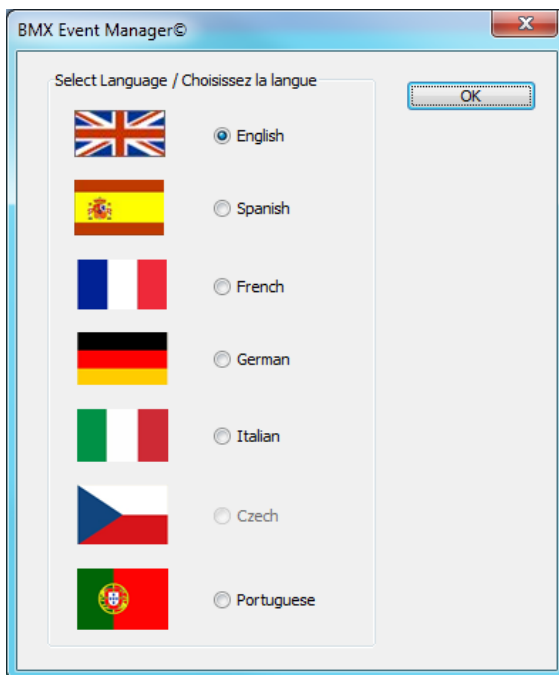 BMX Event Manager©
Select Language / Choisissez la langue
OK
English
Spanish
French
German
Italian
Czech
Portuguese